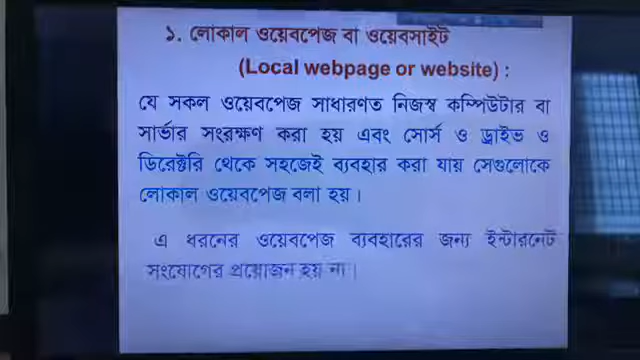 ১. লোকাল ওয়েবপেজ বা ওয়েবসাইট
(Local webpage or website) :
যে সকল ওয়েবপেজ সাধারণত নিজস্ব কম্পিউটার বা
সার্ভার সংরক্ষণ করা হয় এবং সোর্স ও ড্রাইভ ও
ডিরেক্টরি থেকে সহজেই ব্যবহার করা যায় সেগুলোকে
লোকাল ওয়েবপেজ বলা হয়।
এ ধরনের ওয়েবপেজ ব্যবহারের জন্য ইন্টারনেট
সংযোগের প্রয়োজন হয় না।